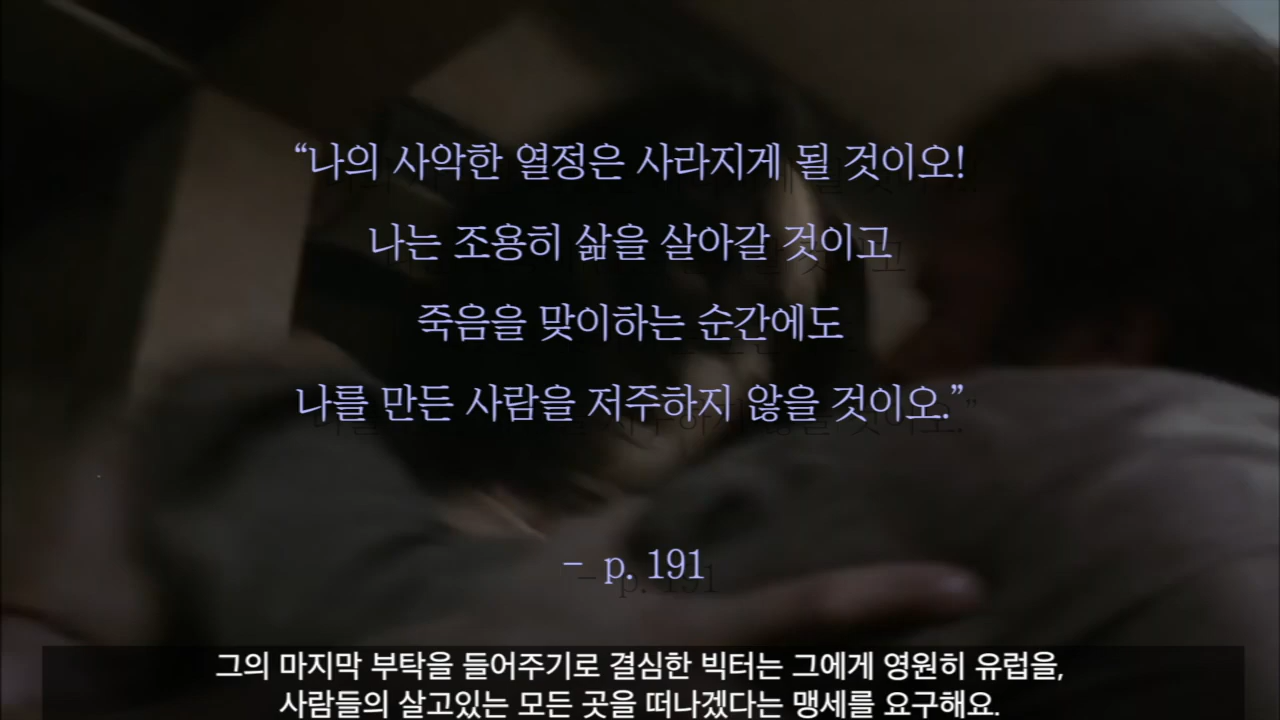 “나의 사악한 열정은 사라지게 될 것이오!
나는 조용히 삶을 살아갈 것이고
죽음을 맞이하는 순간에도
나를 만든 사람을 저주하지 않을 것이오.”
- p. 191
그의 마지막 부탁을 들어주기로 결심한 빅터는 그에게 영원히 유럽을,
사람들의 살고있는 모든 곳을 떠나겠다는 맹세를 요구해요.